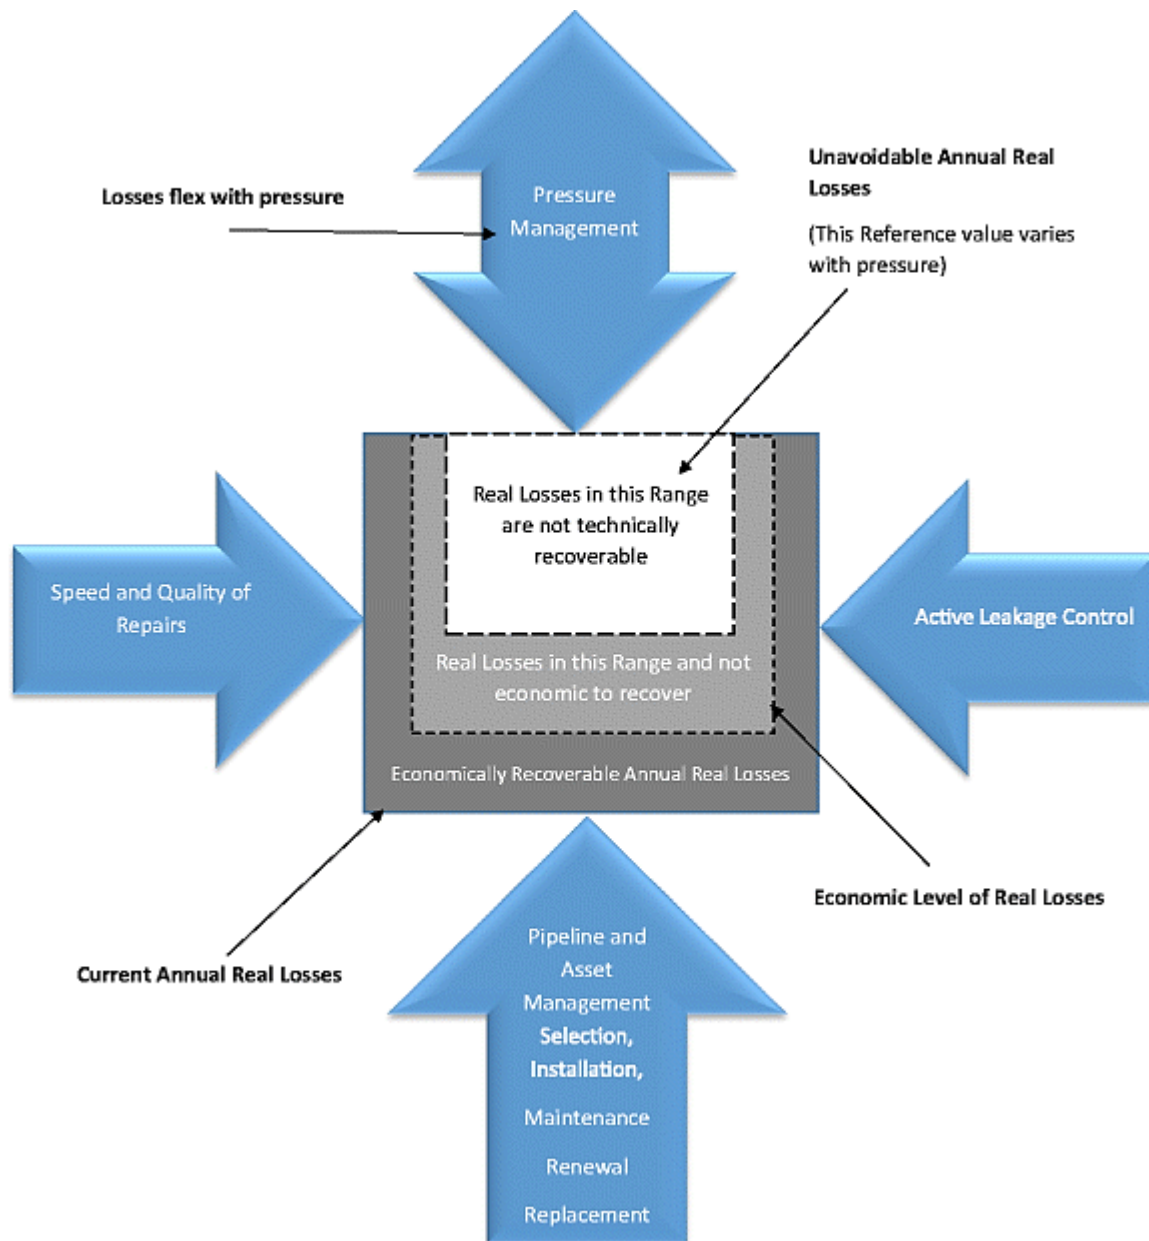 Pressure
Management
Losses flex with pressure
Unavoidable Annual Real
Losses
(This Reference value varies
with pressure)
Real Losses in this Range
are not technically
recoverable
Speed and Quality of
Repairs
Active Leakage Control
Real Losses in this Range and not
economic to recover
Economically Recoverable Annual Real Losses
Economic Level of Real Losses
Current Annual Real Losses
Pipeline and
Asset
Management
Selection,
Installation,
Maintenance
Renewal
Replacement